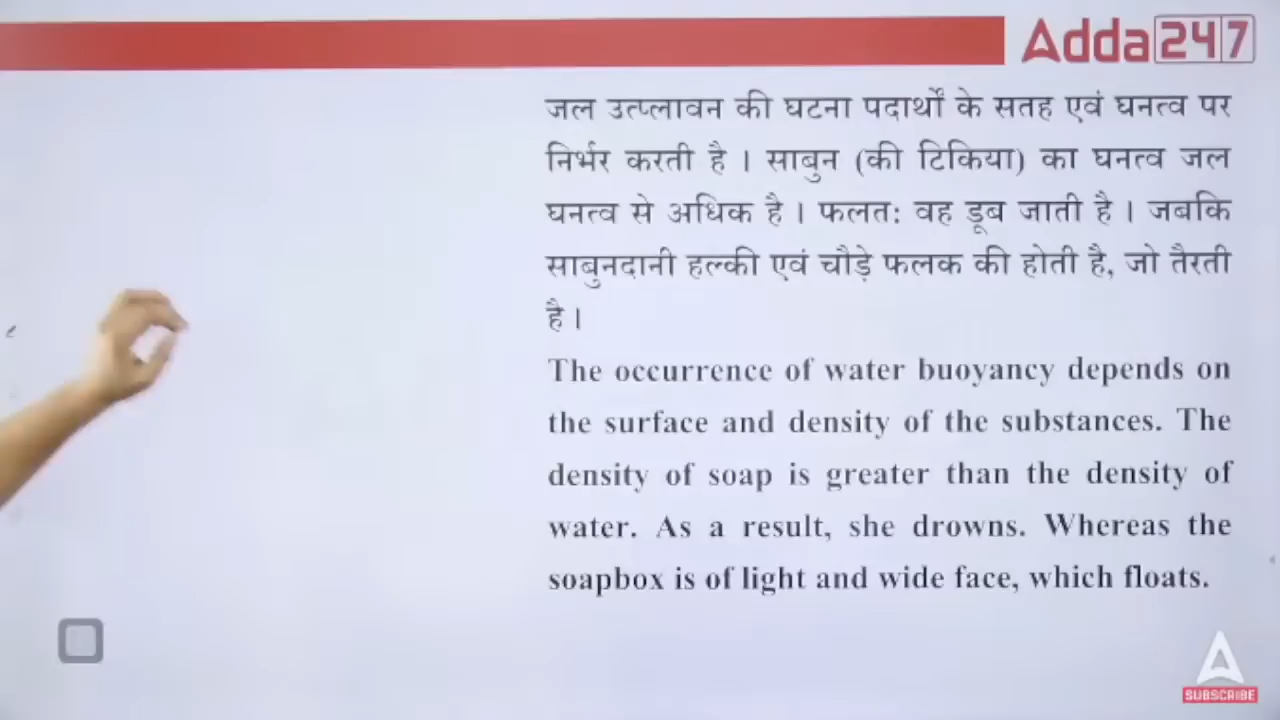 Adda247
जल उत्प्लावन की घटना पदार्थों के सतह एवं घनत्व पर
निर्भर करती है । साबुन (की टिकिया) का घनत्व जल
घनत्व से अधिक है । फलतः वह डूब जाती है । जबकि
साबुनदानी हल्की एवं चौड़े फलक की होती है, जो तैरती
है ।
The occurrence of water buoyancy depends on
the surface and density of the substances. The
density of soap is greater than the density of
water. As a result, she drowns. Whereas the
soapbox is of light and wide face, which floats.
SUBSCRIBE